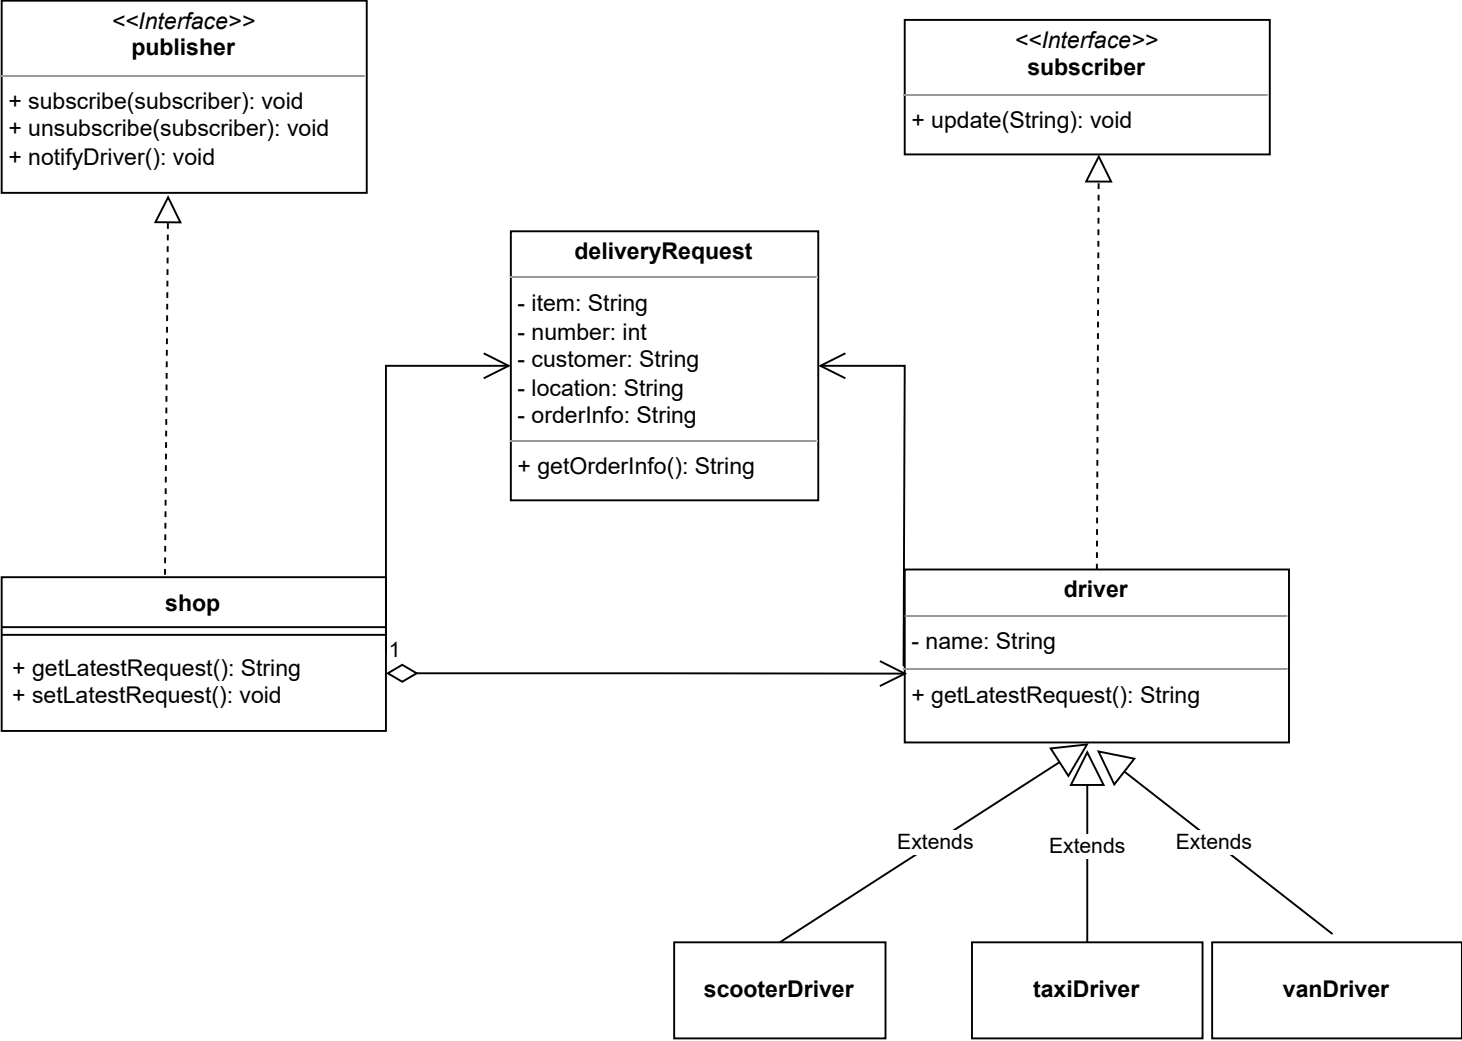 <<Interface>>
publisher
+ subscribe(subscriber): void
+ unsubscribe(subscriber): void
+ notifyDriver(): void
<<Interface>>
subscriber
+ update(String): void
deliveryRequest
- item: String
- number: int
- customer: String
- location: String
- orderInfo: String
+ getOrderInfo(): String
shop
+ getLatestRequest(): String
+ setLatestRequest(): void
1
driver
- name: String
+ getLatestRequest(): String
Extends
Extends
Extends
scooterDriver
taxiDriver
vanDriver